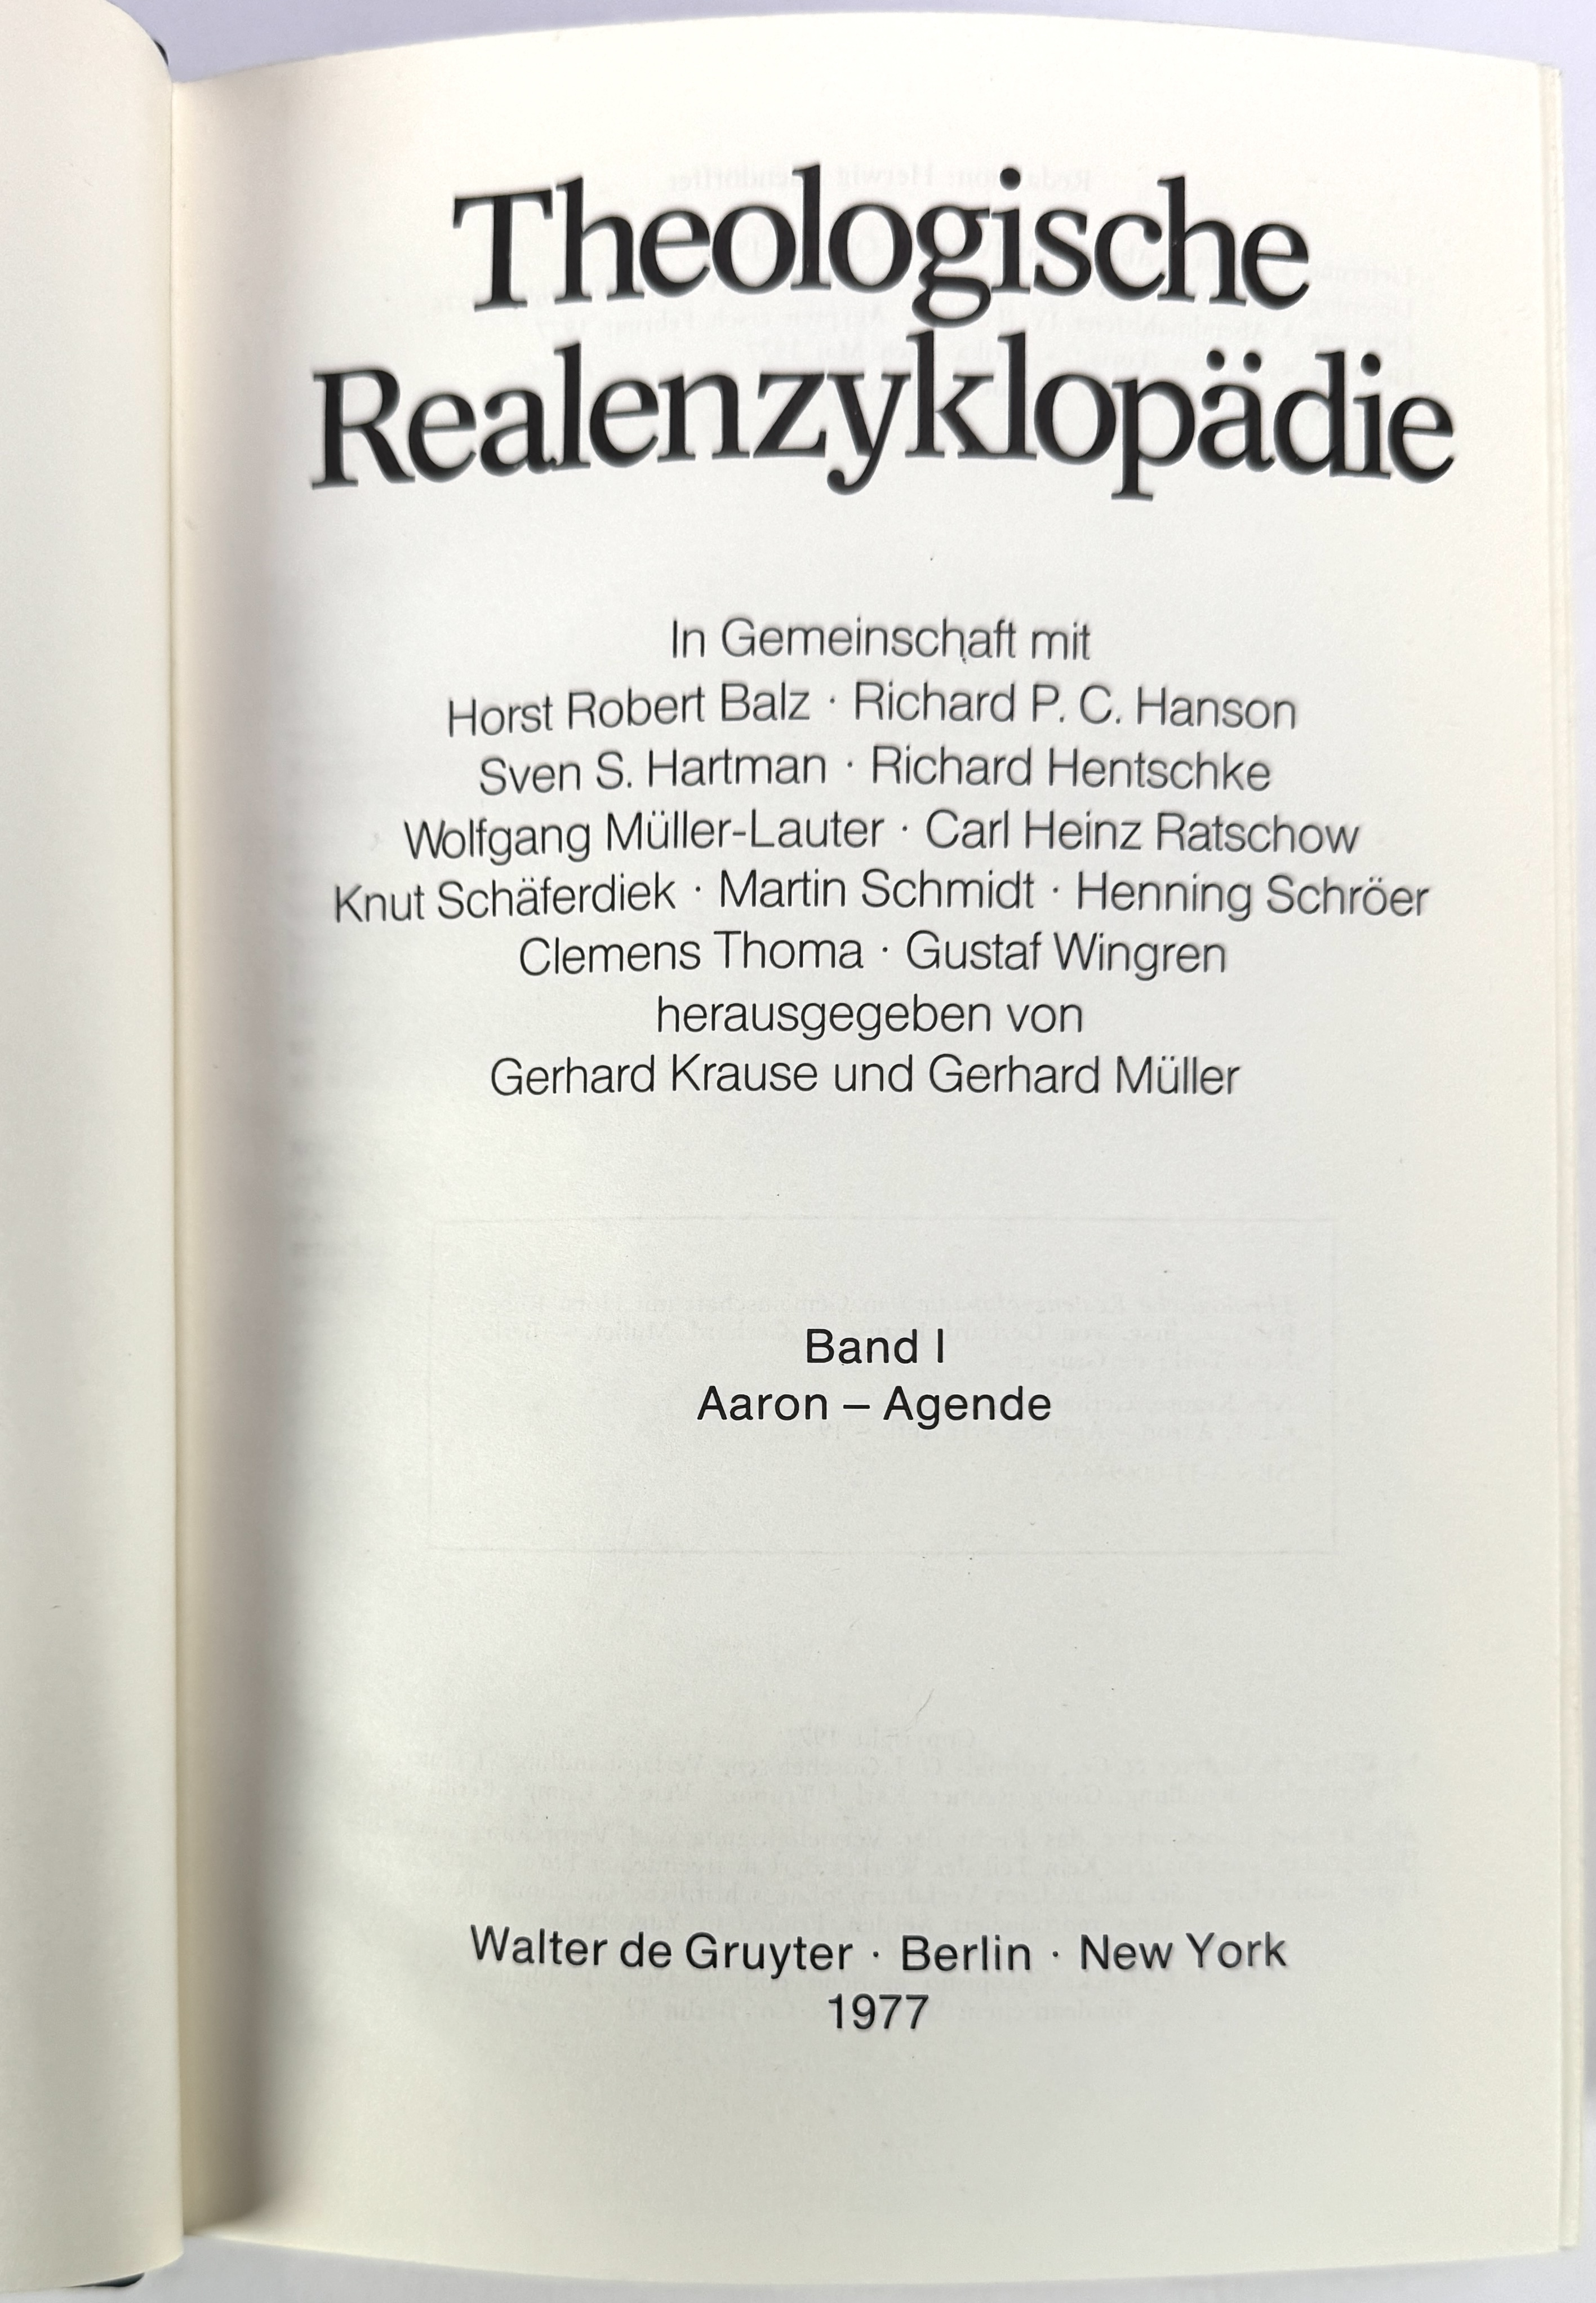 Theologische
Realenzyklopädie
In Gemeinschaft mit
Horst Robert Balz · Richard P. C. Hanson
Sven S. Hartman · Richard Hentschke
Wolfgang Müller-Lauter · Carl Heinz Ratschow
Knut Schäferdiek · Martin Schmidt · Henning Schröer
Clemens Thoma · Gustaf Wingren
herausgegeben von
Gerhard Krause und Gerhard Müller
Band I
Aaron – Agende
Walter de Gruyter · Berlin · New York
1977